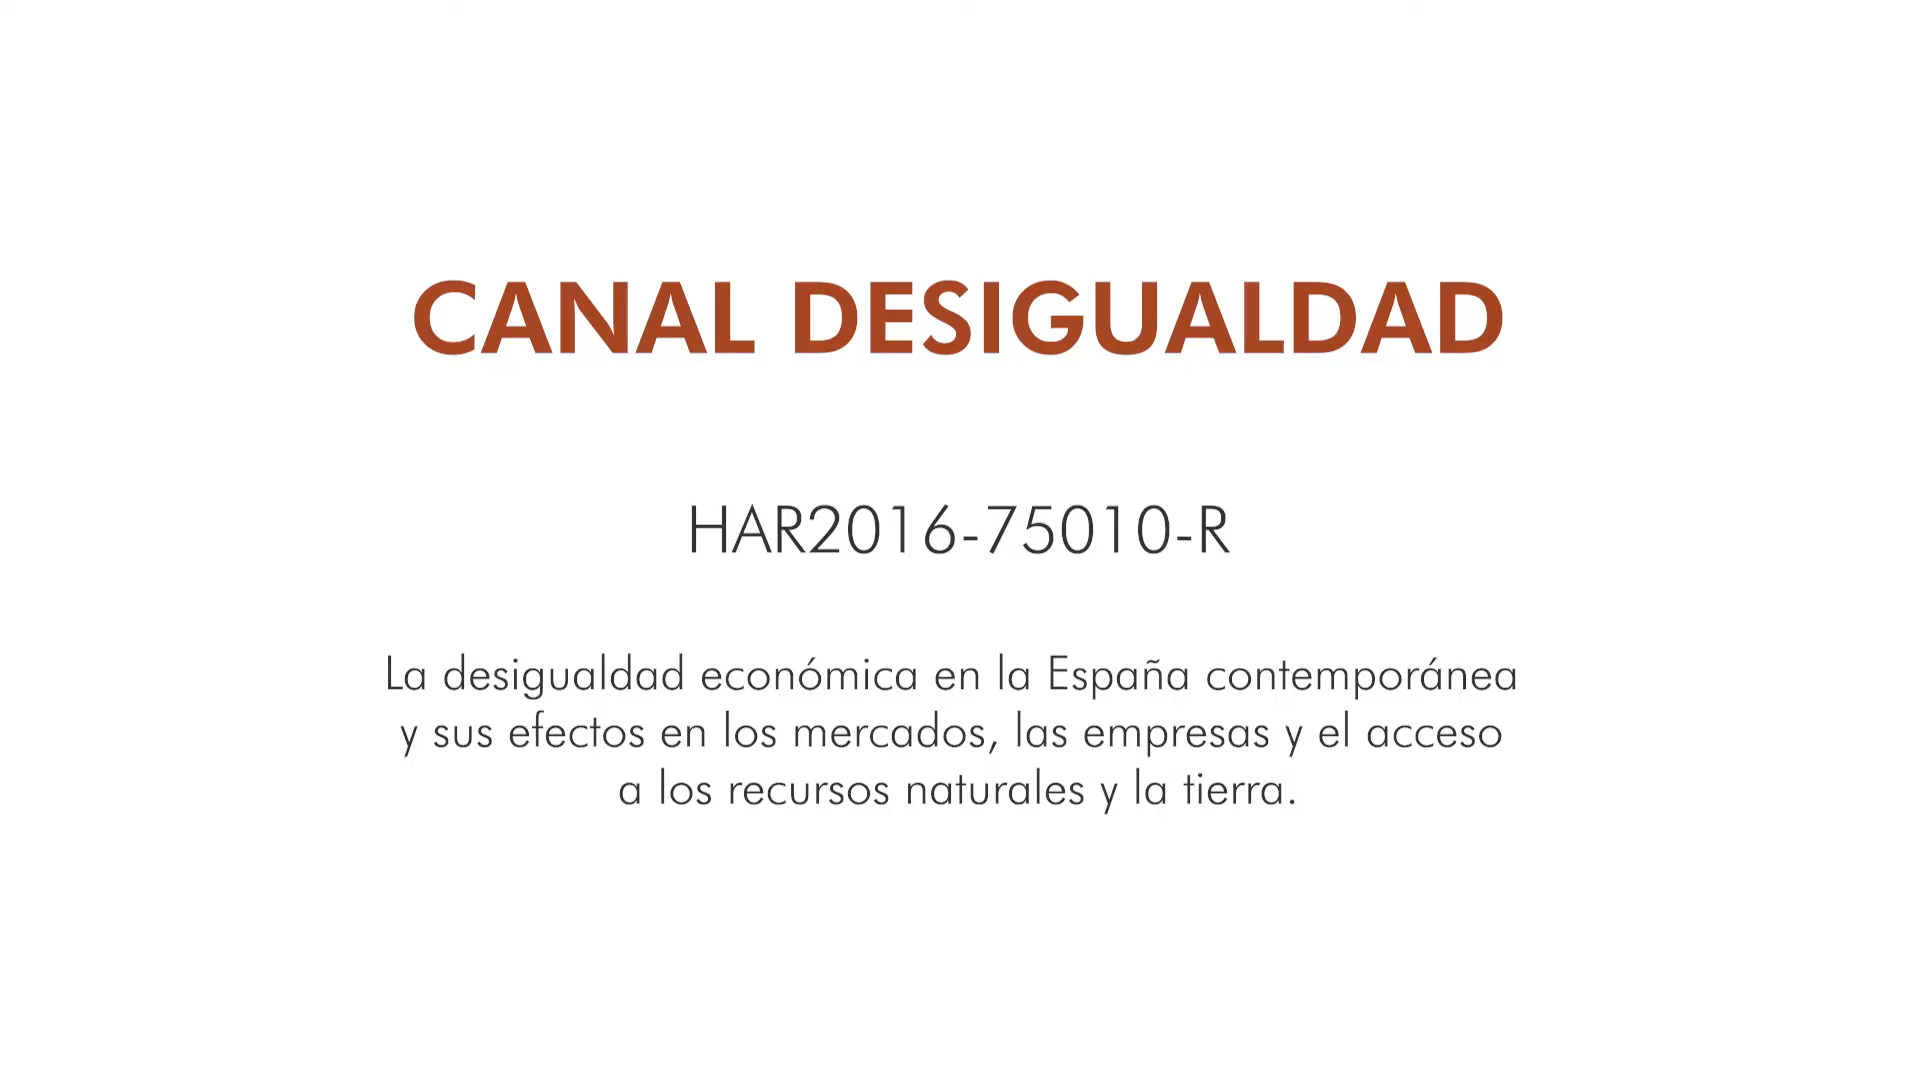 CANAL DESIGUALDAD
HAR2016-75010-R
La desigualdad económica en la España contemporánea
y sus efectos en los mercados, las empresas y el acceso
a los recursos naturales y la tierra.